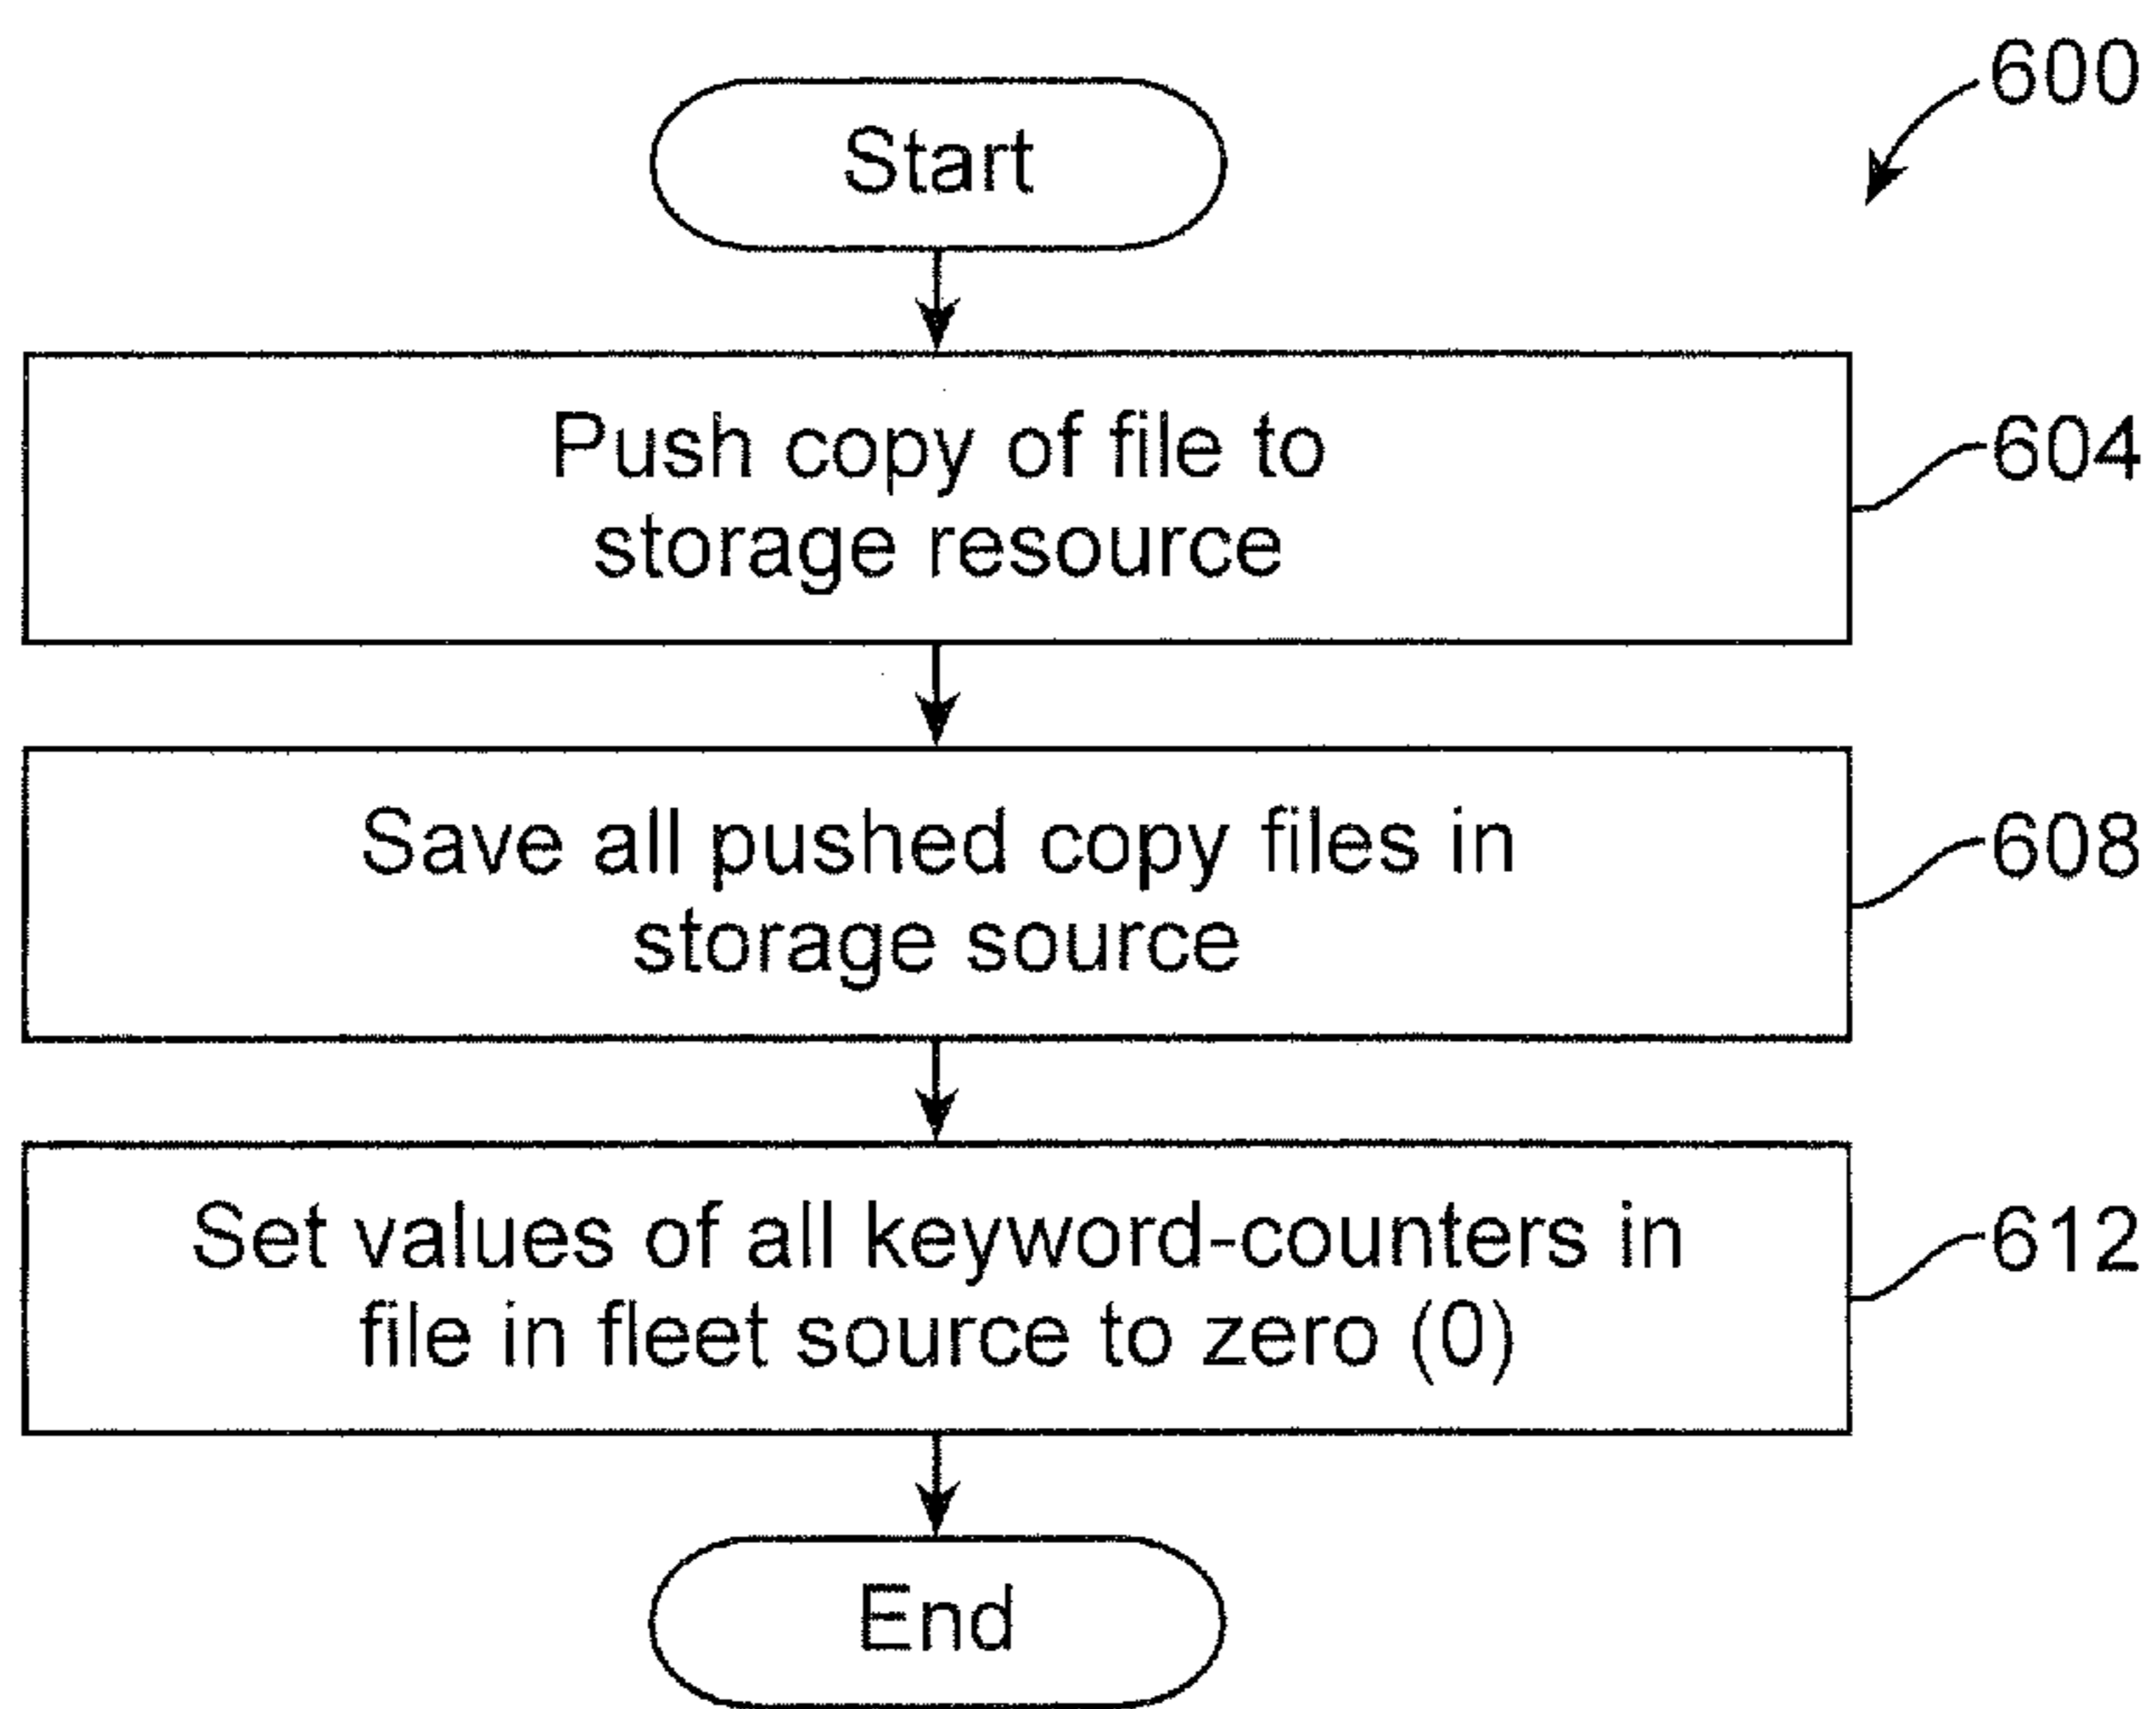 600
Start
Push copy of file to
storage resource
604
Save all pushed copy files in
storage source
608
Set values of all keyword-counters in
file in fleet source to zero (0)
612
End